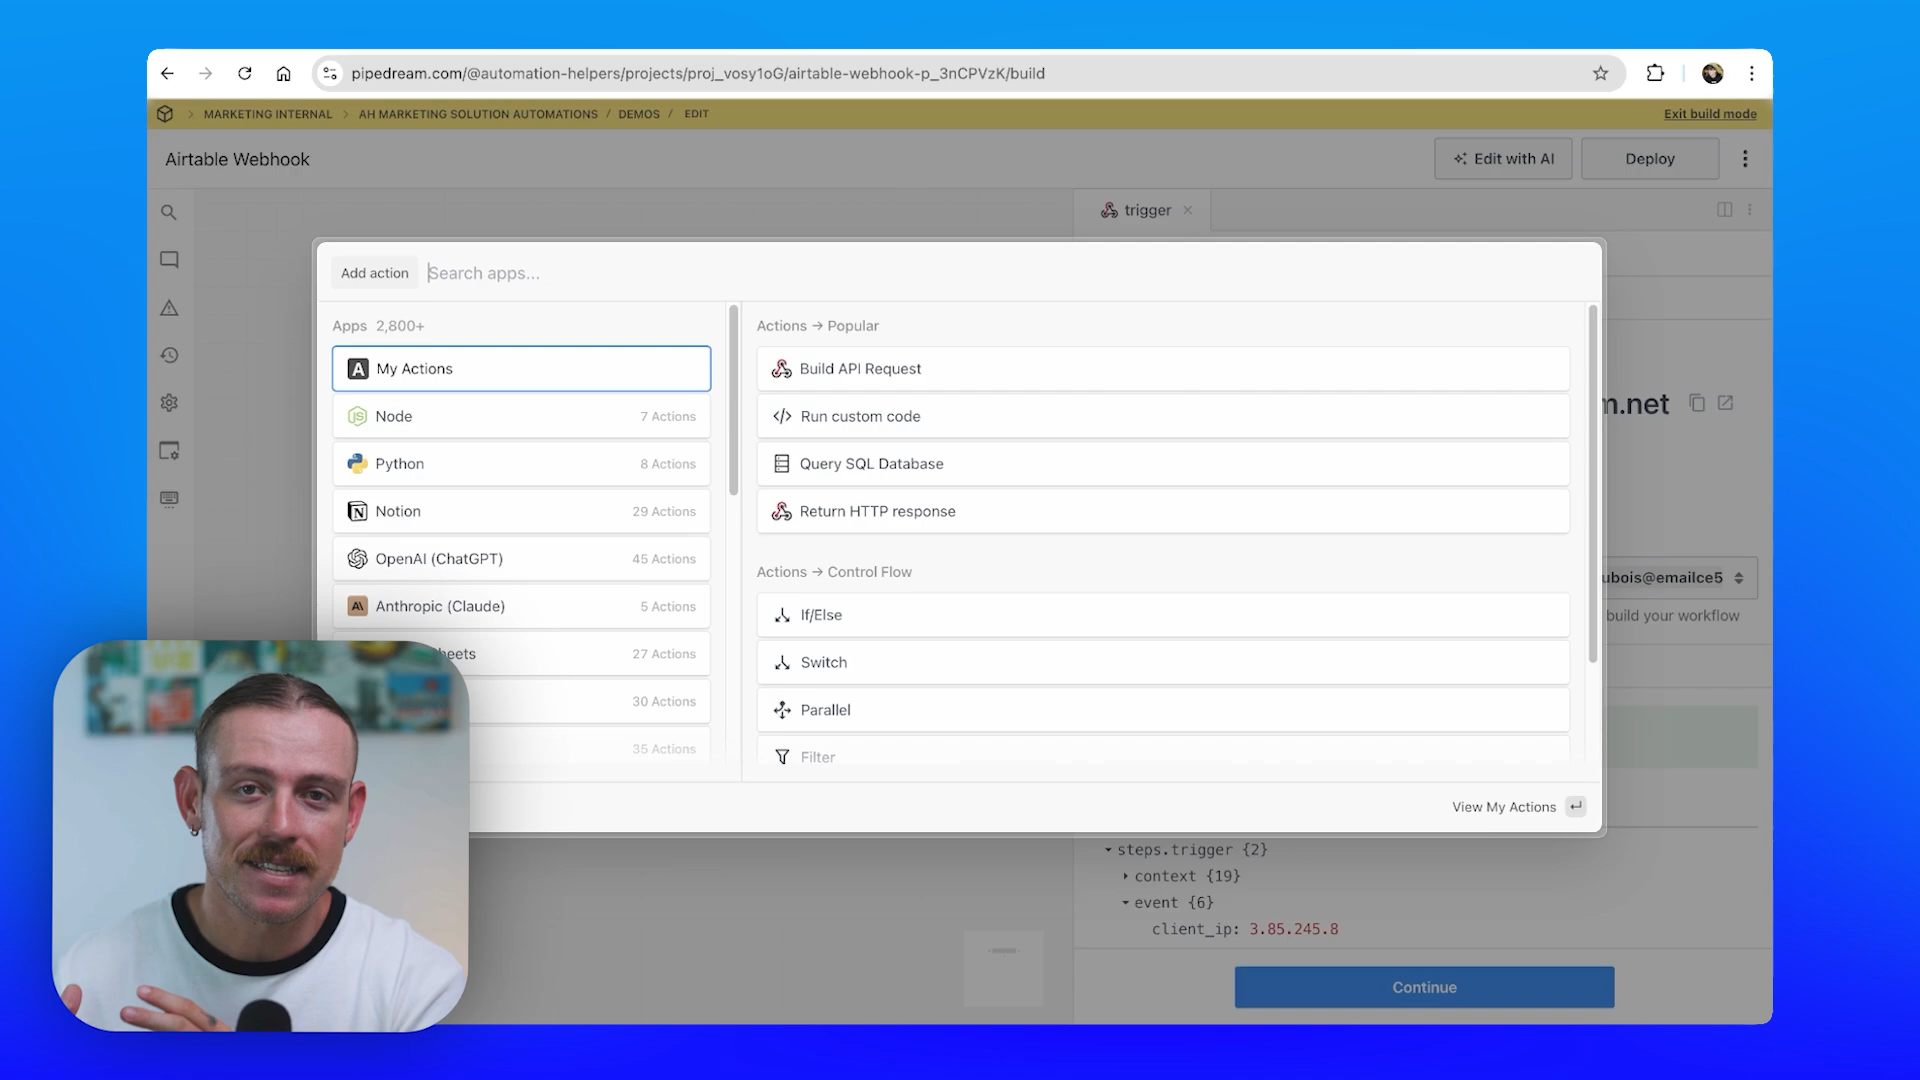 pipedream.com/@automation-helpers/projects/proj_vosy1oG/airtable-webhook-p_3nCPVzK/build
MARKETING INTERNAL > AH MARKETING SOLUTION AUTOMATIONS / DEMOS / EDIT
Exit build mode
Airtable Webhook
Edit with AI
Deploy
trigger
Add action
Search apps...
Apps 2,800+
My Actions
Node 7 Actions
Python 8 Actions
Notion 29 Actions
OpenAI (ChatGPT) 45 Actions
Anthropic (Claude) 5 Actions
heets 27 Actions
30 Actions
35 Actions
Actions → Popular
Build API Request
Run custom code
Query SQL Database
Return HTTP response
Actions → Control Flow
If/Else
Switch
Parallel
Filter
View My Actions
m.net
ubois@emailce5
build your workflow
steps.trigger {2}
context {19}
event {6}
client_ip: 3.85.245.8
Continue